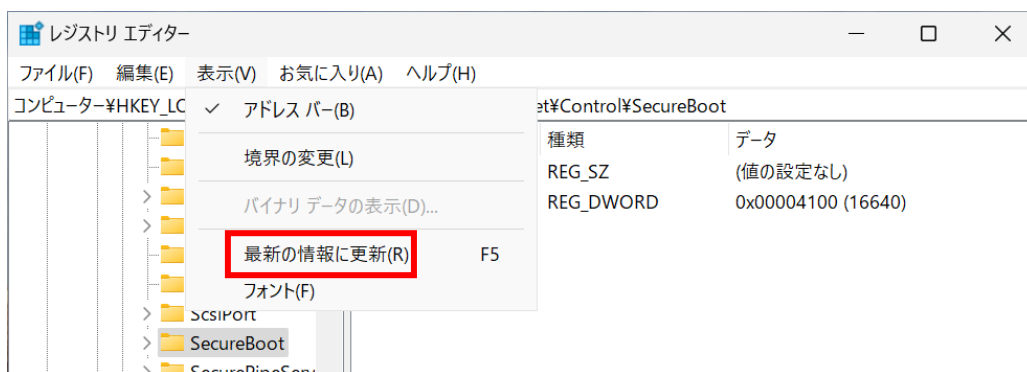 レジストリ エディター
ファイル(F) 編集(E) 表示(V) お気に入り(A) ヘルプ(H)
コンピューター¥HKEY_LC et¥Control¥SecureBoot
アドレス バー(B)
境界の変更(L)
バイナリ データの表示(D)...
最新の情報に更新(R) F5
フォント(F)
種類 データ
REG_SZ (値の設定なし)
REG_DWORD 0x00004100 (16640)
ScsiPort
SecureBoot